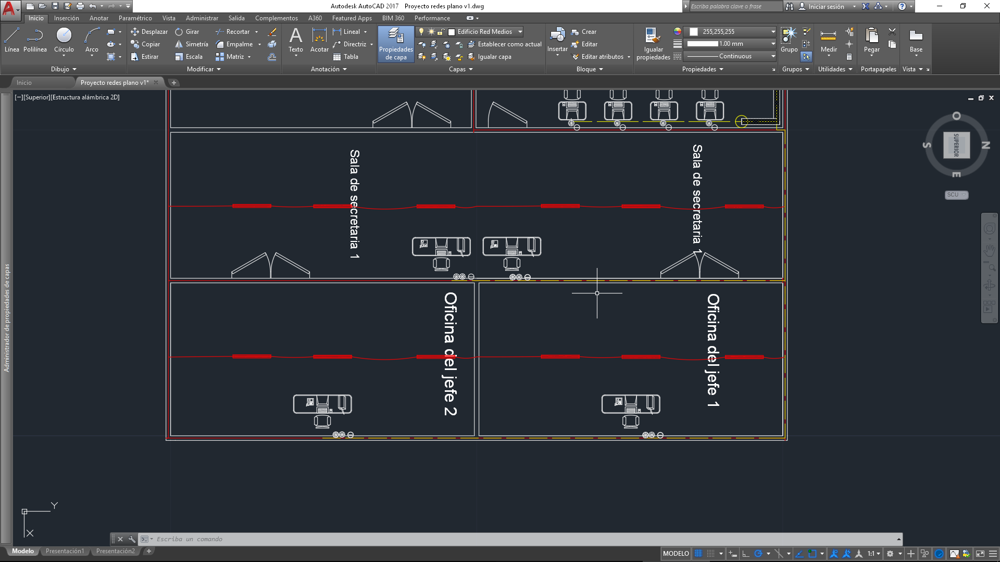 Autodesk AutoCAD 2017 Proyecto redes plano v1.dwg
Escriba palabra clave o frase
Iniciar sesión
Inicio Inserción Anotar Paramétrico Vista Administrar Salida Complementos A360 Featured Apps BIM 360 Performance
Línea Polilínea Círculo Arco
Desplazar Girar Recortar
Copiar Simetría Empalme
Estirar Escala Matriz
Texto Acotar
Lineal
Directriz
Tabla
Propiedades de capa
Edificio Red Medios
Establecer como actual
Igualar capa
Insertar
Crear
Editar
Editar atributos
Igualar propiedades
255,255,255
1.00 mm
Continuous
Grupo
Medir
Pegar
Base
Dibujo Modificar Anotación Capas Bloque Propiedades Grupos Utilidades Portapapeles Vista
Inicio Proyecto redes plano v1*
[−][Superior][Estructura alámbrica 2D]
O
S
SUPERIOR
N
E
SCU
Administrador de propiedades de capas
Sala de secretaria 1
Sala de secretaria 1
Oficina del jefe 2
Oficina del jefe 1
Y
X
Escriba un comando
Modelo Presentación1 Presentación2
MODELO
1:1